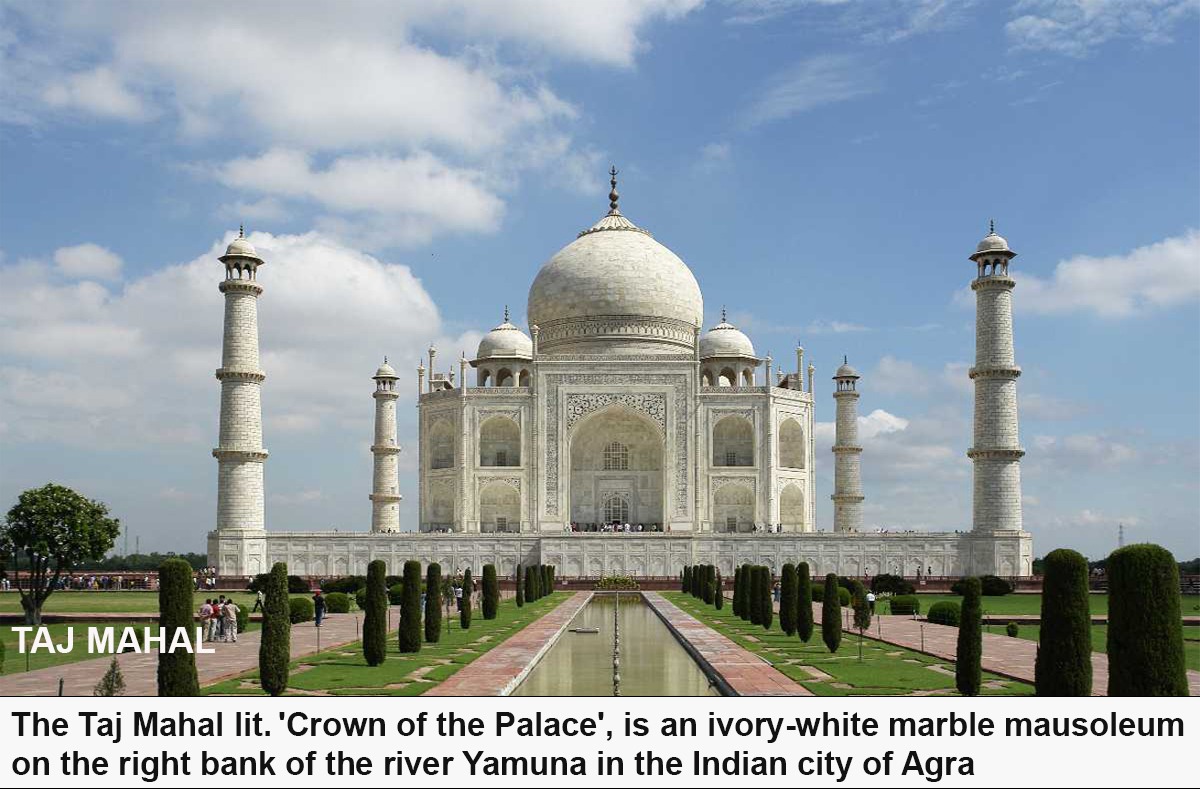 TAJ MAHAL
The Taj Mahal lit. 'Crown of the Palace', is an ivory-white marble mausoleum
on the right bank of the river Yamuna in the Indian city of Agra